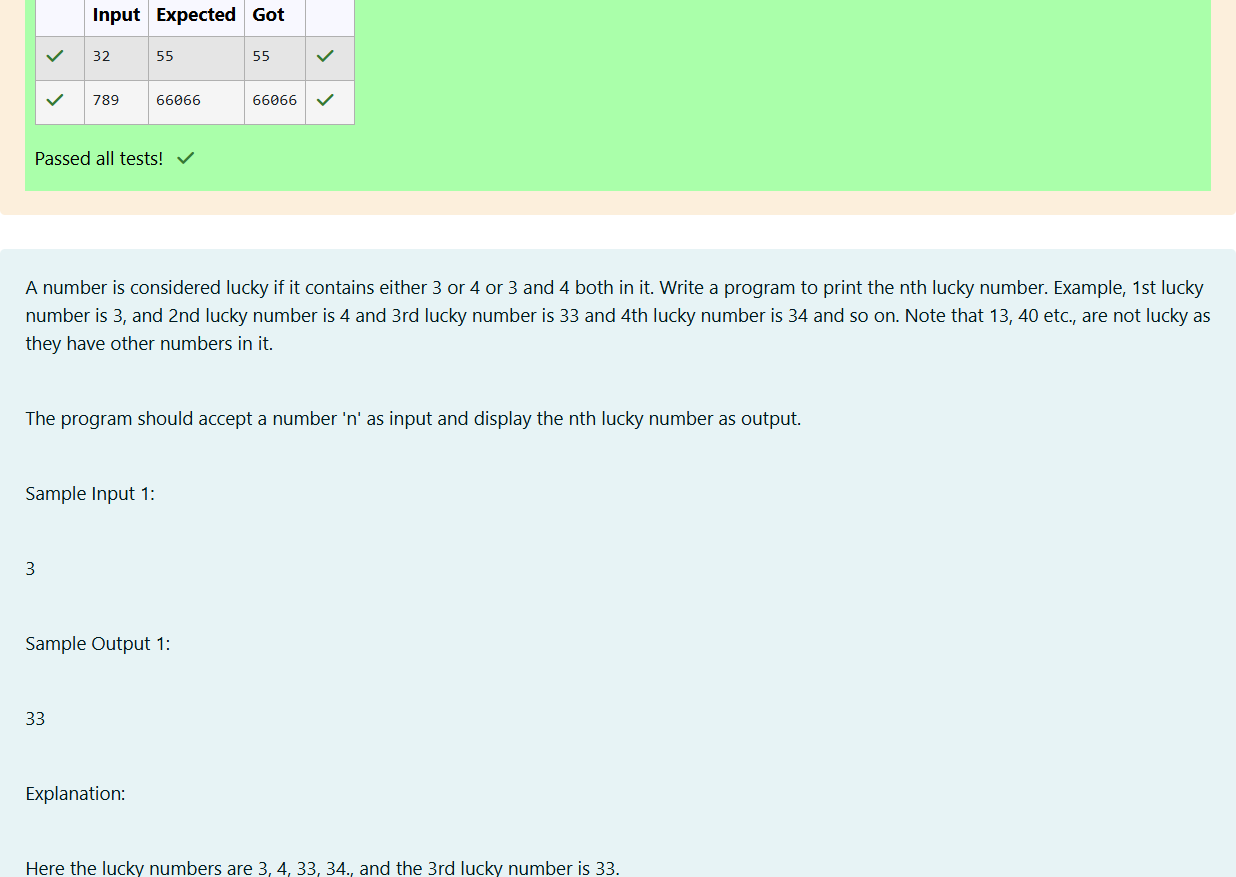 Input Expected Got
32 55 55
789 66066 66066
Passed all tests!
A number is considered lucky if it contains either 3 or 4 or 3 and 4 both in it. Write a program to print the nth lucky number. Example, 1st lucky
number is 3, and 2nd lucky number is 4 and 3rd lucky number is 33 and 4th lucky number is 34 and so on. Note that 13, 40 etc., are not lucky as
they have other numbers in it.
The program should accept a number 'n' as input and display the nth lucky number as output.
Sample Input 1:
3
Sample Output 1:
33
Explanation:
Here the lucky numbers are 3, 4, 33, 34., and the 3rd lucky number is 33.